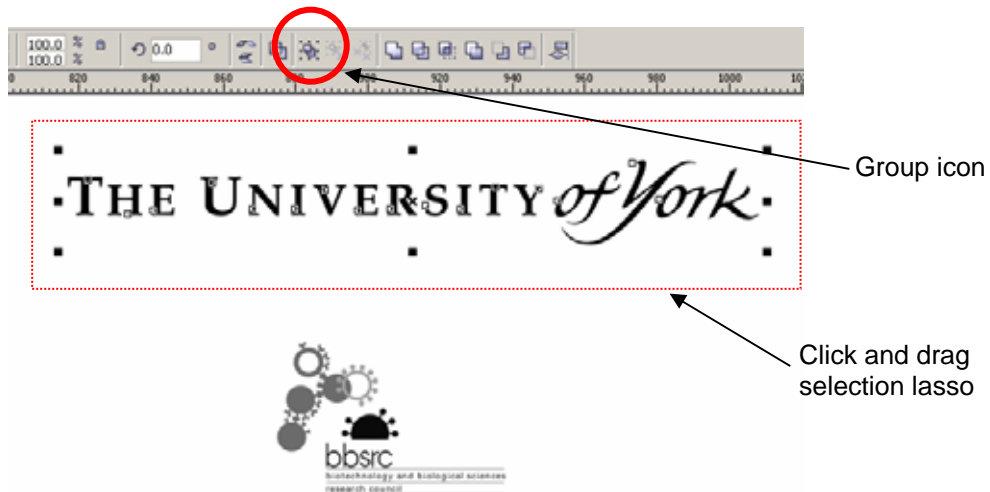 100.0 %
100.0 %
0.0 °
820 840 860 900 920 940 960 980 1000
THE UNIVERSITY of York
Group icon
Click and drag
selection lasso
bbsrc
biotechnology and biological sciences
research council